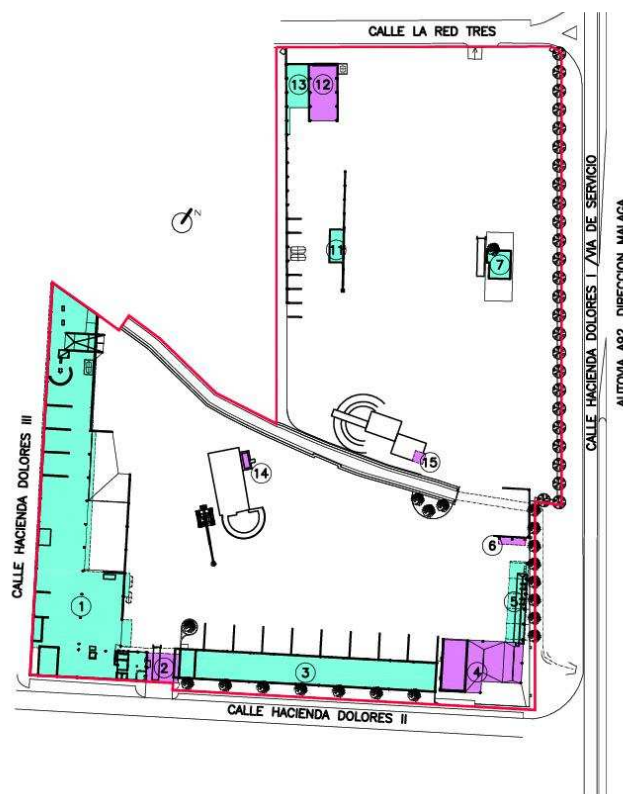 CALLE LA RED TRES
13
12
N
11
7
CALLE HACIENDA DOLORES I /VIA DE SERVICIO
AUTOVIA A92 DIRECCION MALAGA
CALLE HACIENDA DOLORES III
15
14
6
1
5
2
3
4
CALLE HACIENDA DOLORES II